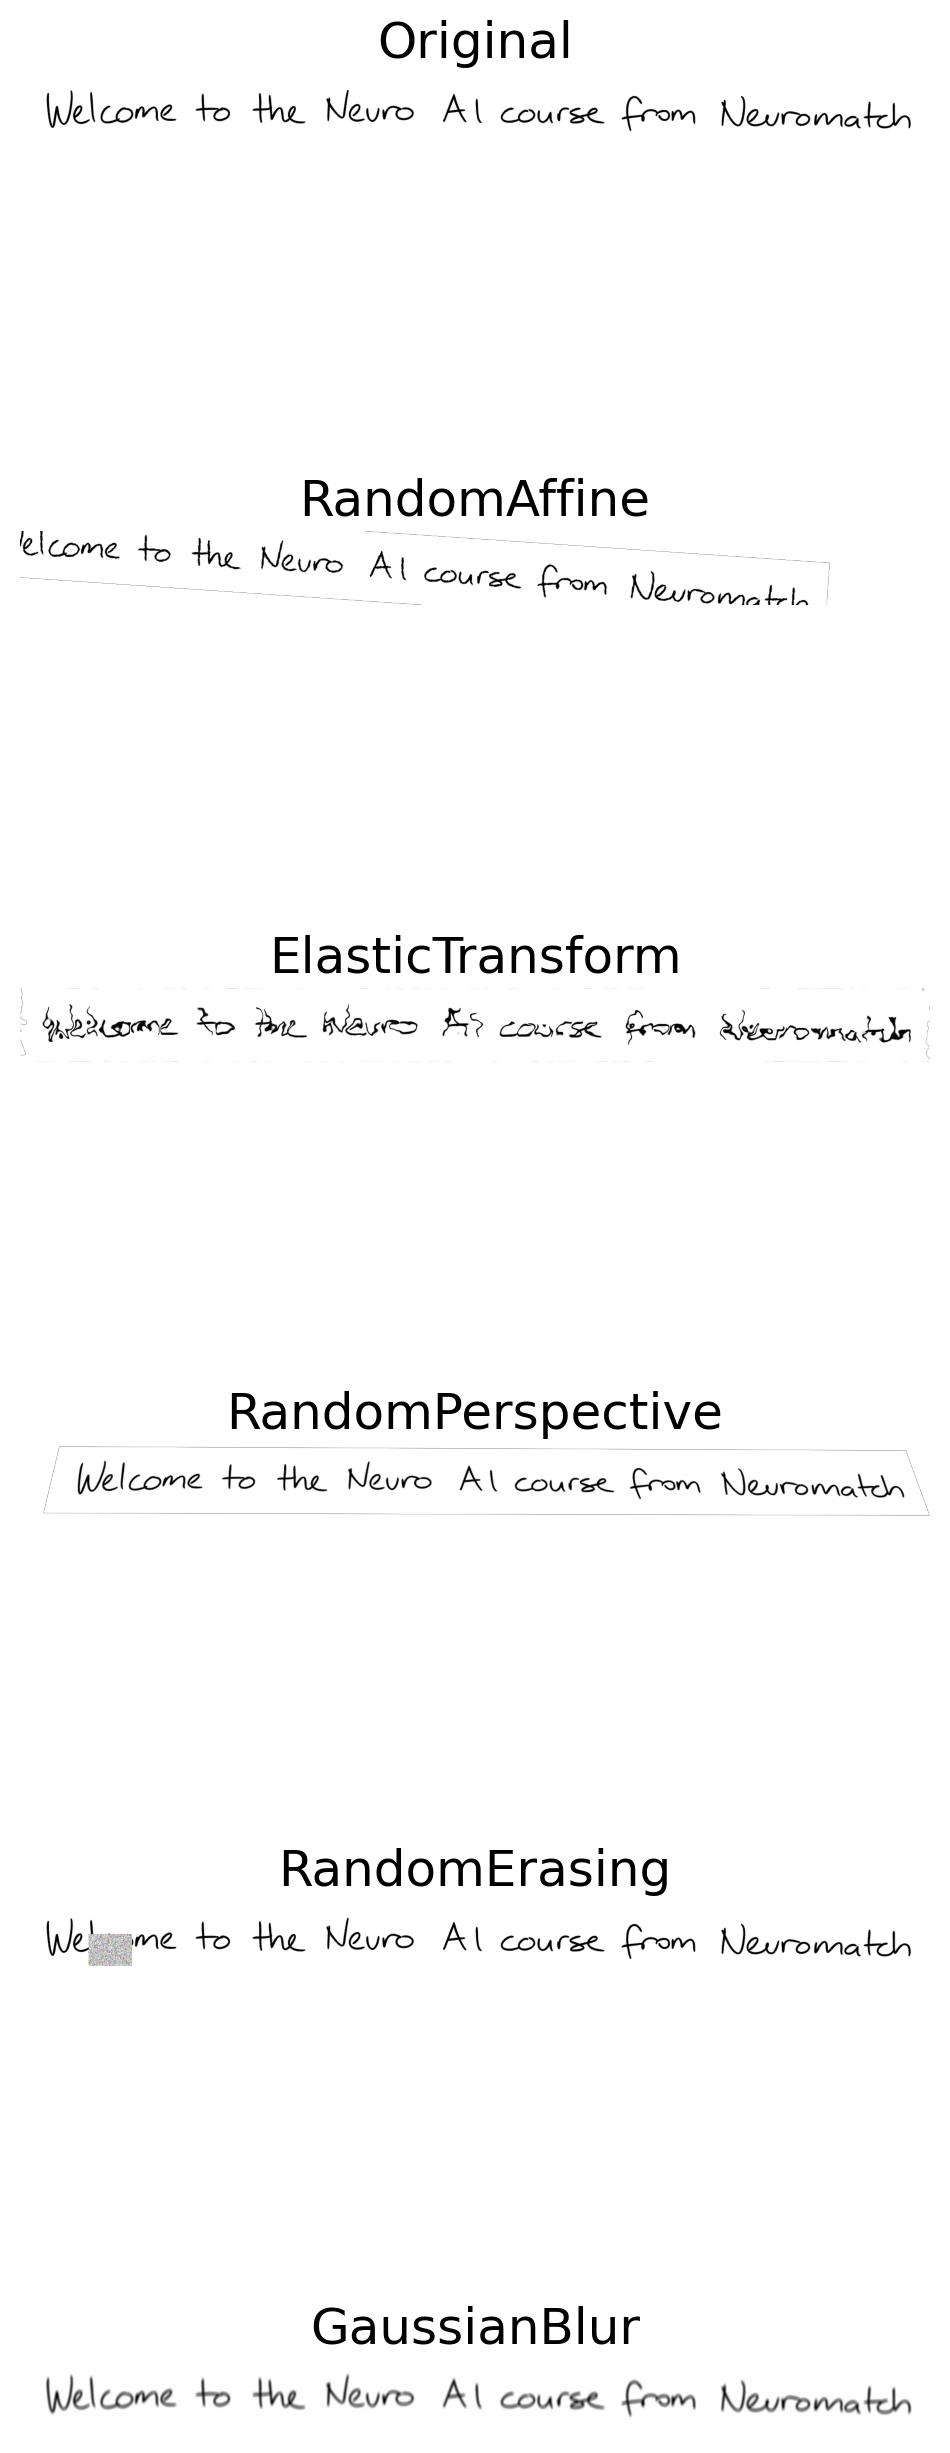 Original
Welcome to the Neuro AI course from Neuromatch
RandomAffine
elcome to the Neuro AI course from Neuromatch
ElasticTransform
Welcome to the Neuro AI course from Neuromatch
RandomPerspective
Welcome to the Neuro AI course from Neuromatch
RandomErasing
We me to the Neuro AI course from Neuromatch
GaussianBlur
Welcome to the Neuro AI course from Neuromatch